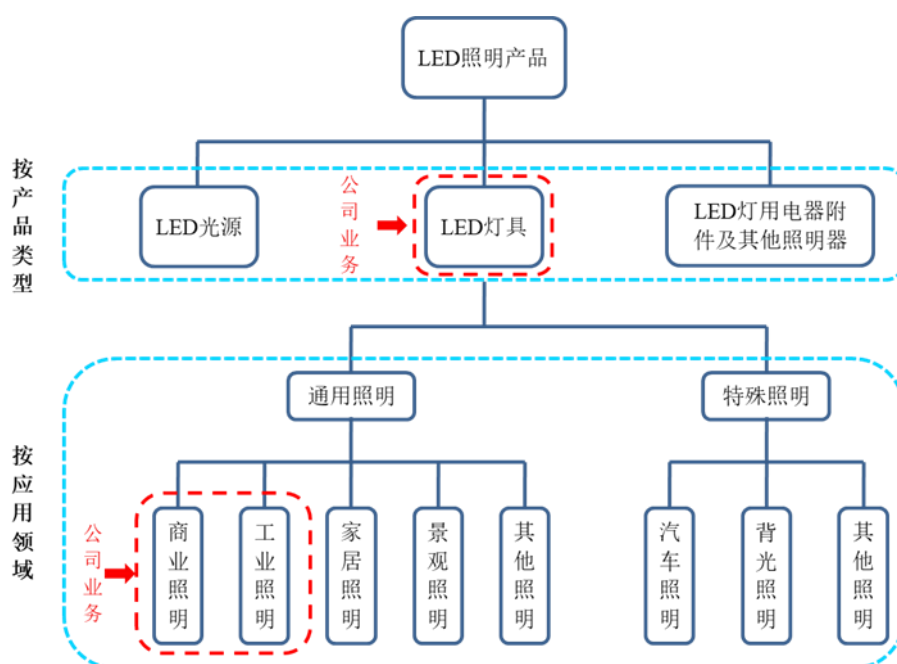 LED照明产品
按产品类型
LED光源
公司业务
LED灯具
LED灯用电器附
件及其他照明器
按应用领域
通用照明
特殊照明
公司业务
商业照明
工业照明
家居照明
景观照明
其他照明
汽车照明
背光照明
其他照明